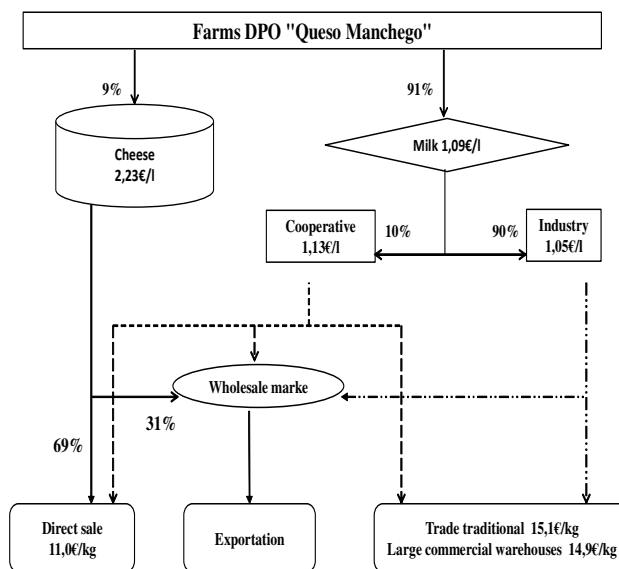 Farms DPO "Queso Manchego"
9%
91%
Cheese
2,23€/l
Milk 1,09€/l
Cooperative
1,13€/l
10%
90%
Industry
1,05€/l
Wholesale marke
31%
69%
Direct sale
11,0€/kg
Exportation
Trade traditional 15,1€/kg
Large commercial warehouses 14,9€/kg